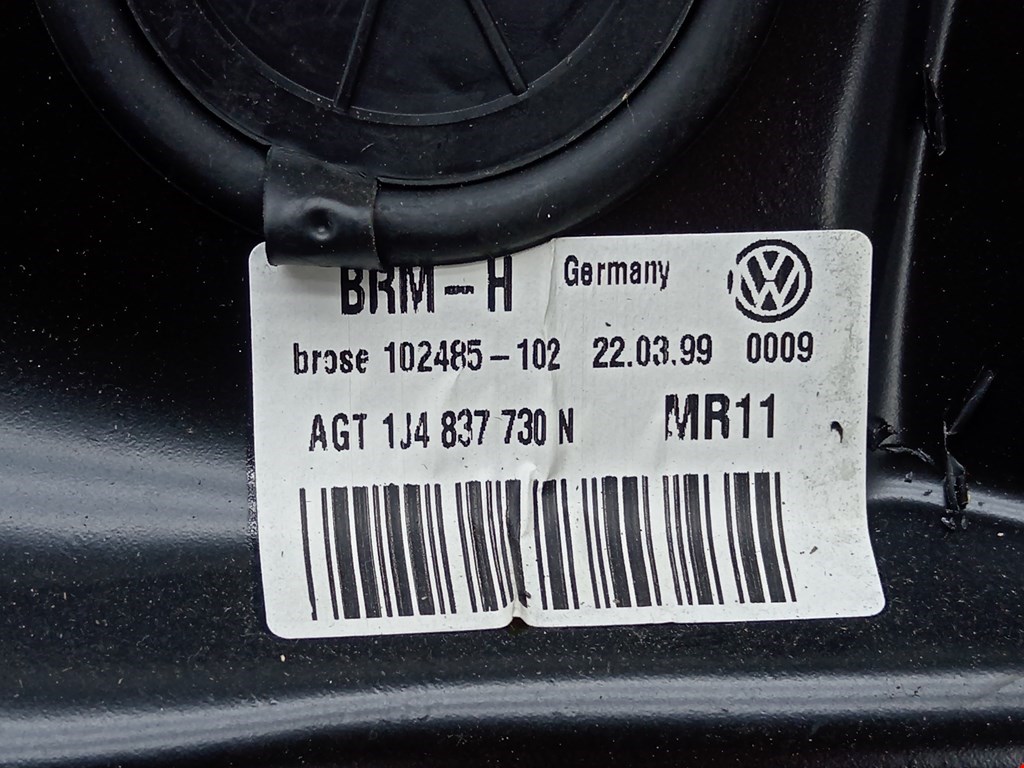 BRM-H Germany
brose 102485-102 22.03.99 0009
AGT 1J4 837 730 N MR11